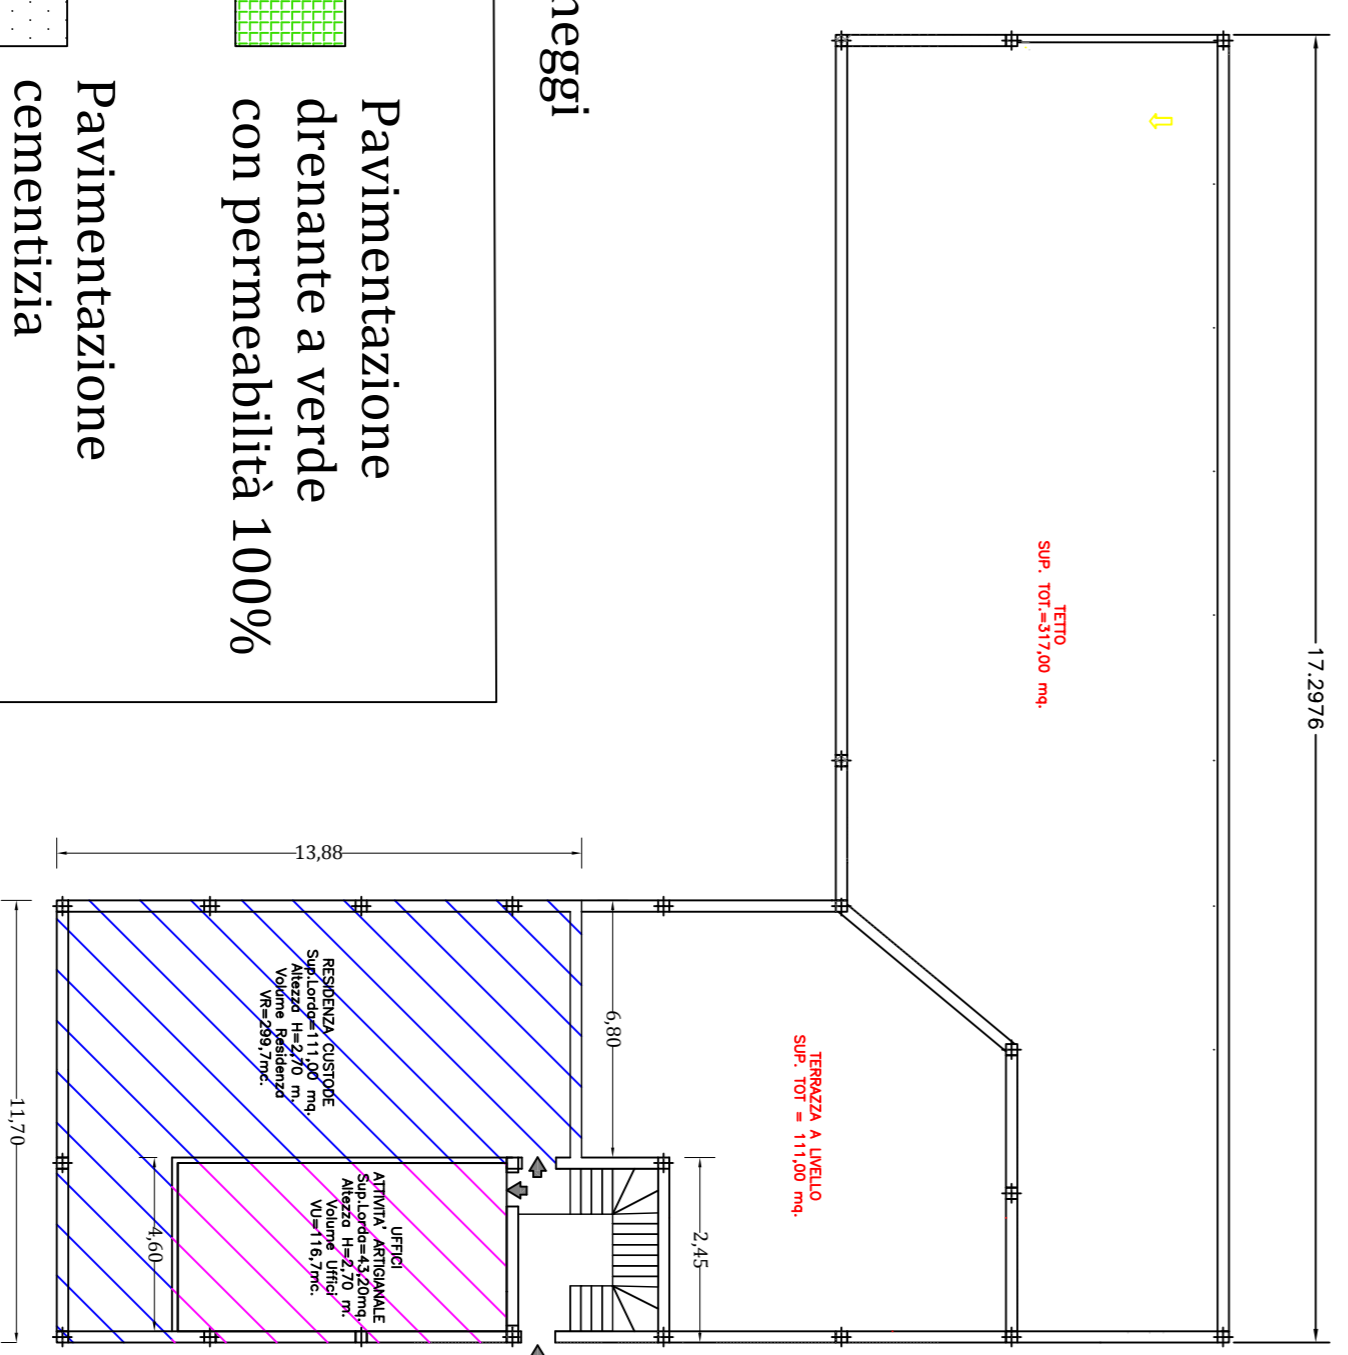 neggi
Pavimentazione
drenante a verde
con permeabilità 100%
Pavimentazione
cementizia
17.2976
TETTO
SUP. TOT.=317,00 mq.
TERRAZZA A LIVELLO
SUP. TOT = 111,00 mq.
13,88
6,80
2,45
11,70
4,60
RESIDENZA CUSTODE
Sup.Lorda=111,00 mq.
Altezza H=2,70 m.
Volume Residenza
VR=299,7mc.
UFFICI
ATTIVITA' ARTIGIANALE
Sup.Lorda=43,20mq.
Altezza H=2,70 m.
Volume Uffici
VU=116,7mc.